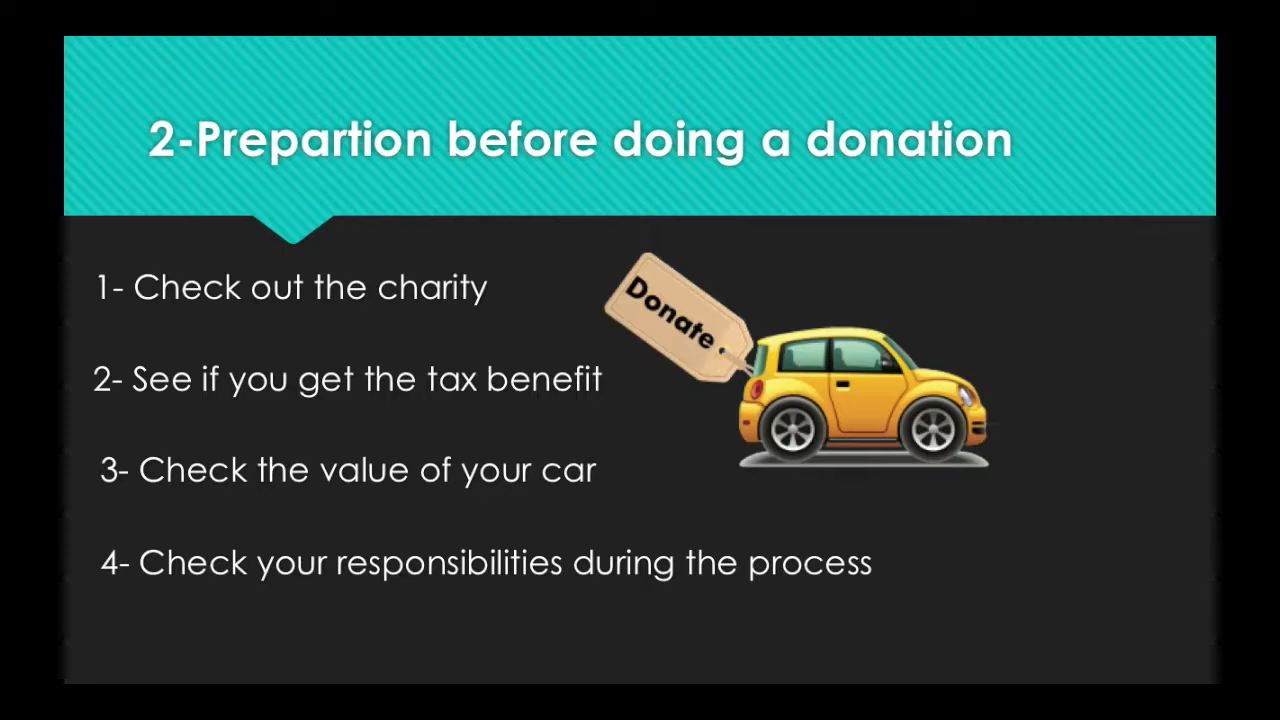 2-Prepartion before doing a donation
1- Check out the charity
Donate
2- See if you get the tax benefit
3- Check the value of your car
4- Check your responsibilities during the process